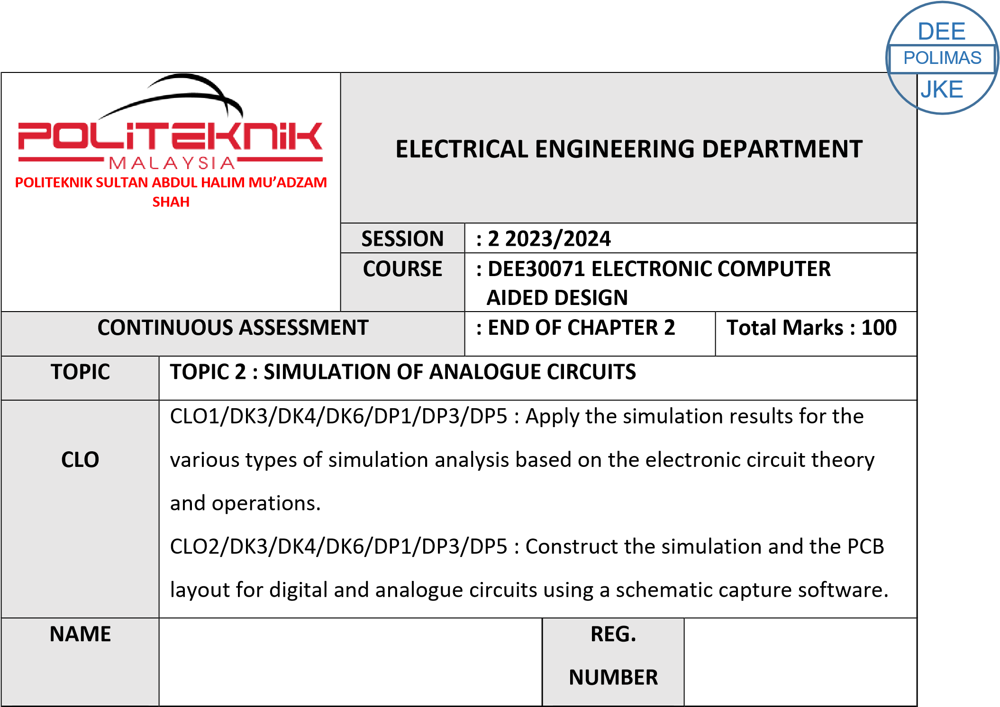 DEE
POLIMAS
JKE
POLITEKNIK
MALAYSIA
POLITEKNIK SULTAN ABDUL HALIM MU’ADZAM
SHAH
ELECTRICAL ENGINEERING DEPARTMENT
SESSION : 2 2023/2024
COURSE : DEE30071 ELECTRONIC COMPUTER
AIDED DESIGN
CONTINUOUS ASSESSMENT : END OF CHAPTER 2 Total Marks : 100
TOPIC TOPIC 2 : SIMULATION OF ANALOGUE CIRCUITS
CLO
CLO1/DK3/DK4/DK6/DP1/DP3/DP5 : Apply the simulation results for the
various types of simulation analysis based on the electronic circuit theory
and operations.
CLO2/DK3/DK4/DK6/DP1/DP3/DP5 : Construct the simulation and the PCB
layout for digital and analogue circuits using a schematic capture software.
NAME
REG.
NUMBER